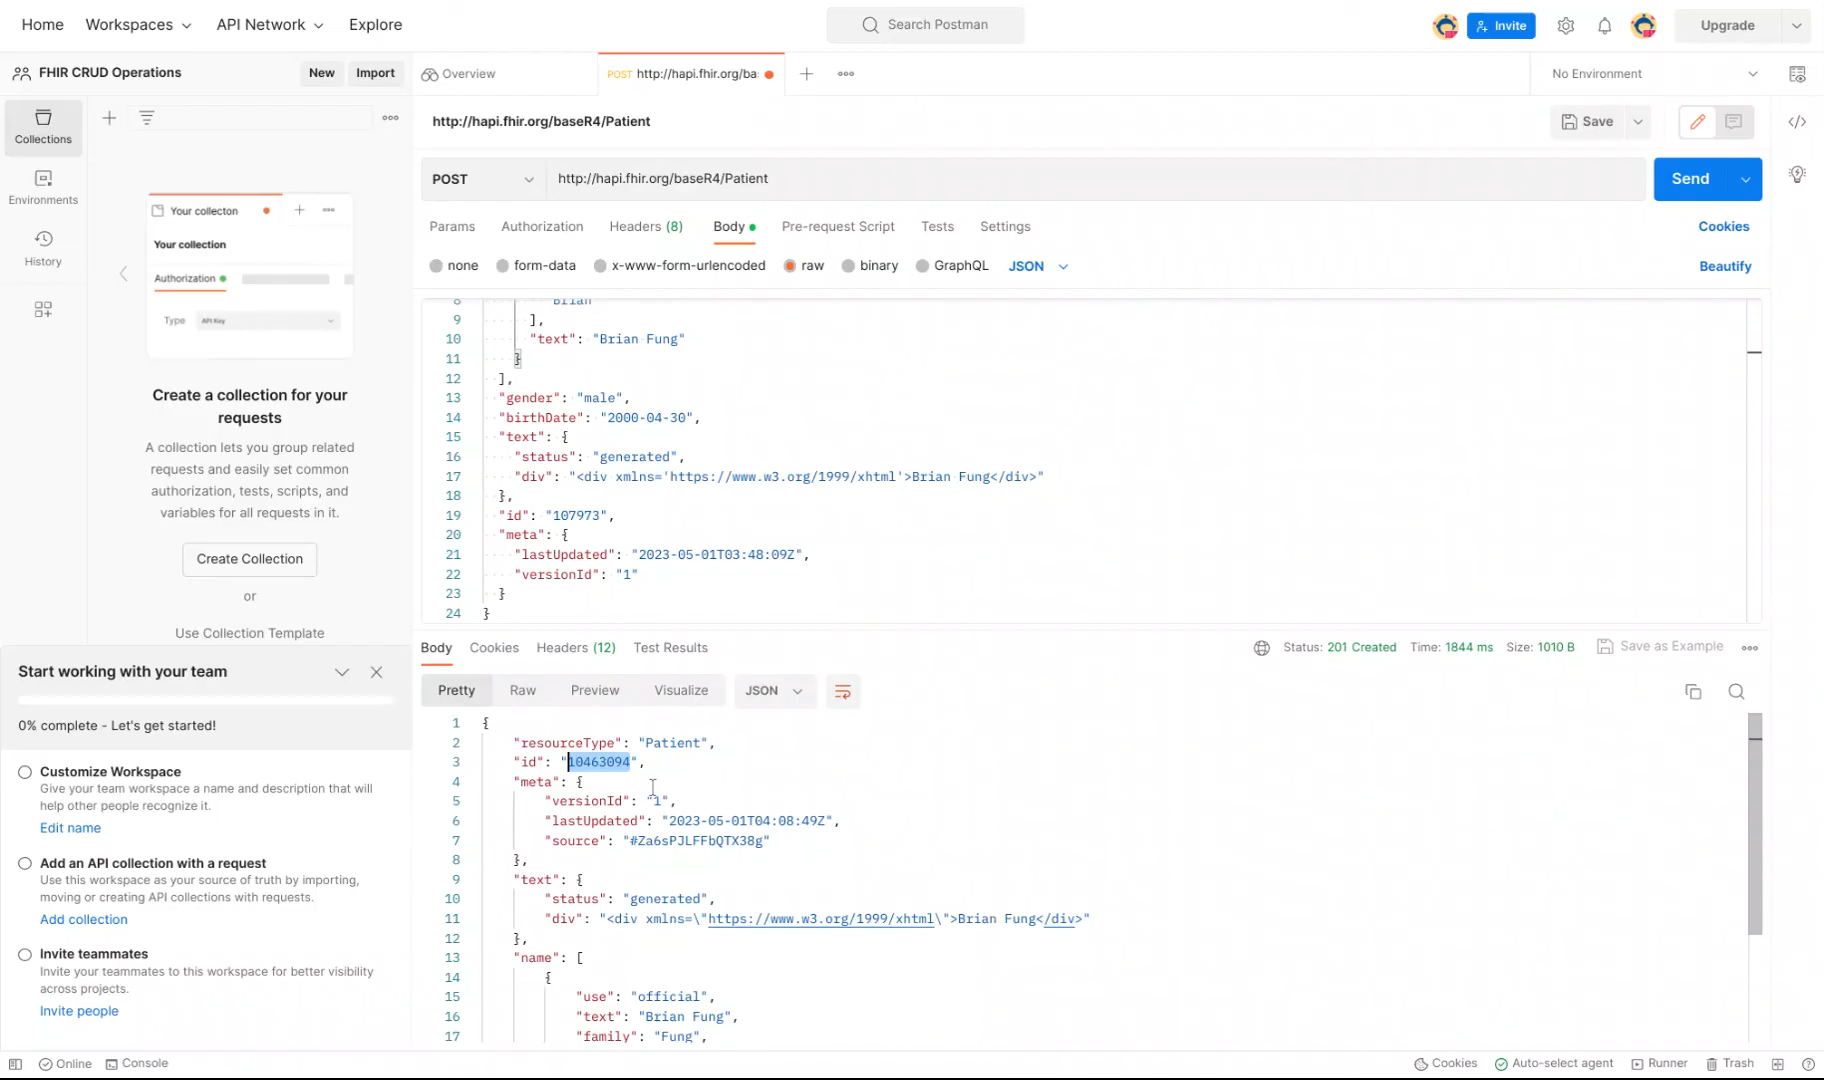 Home Workspaces API Network Explore Search Postman Invite Upgrade
FHIR CRUD Operations New Import Overview POST http://hapi.fhir.org/ba: No Environment
Collections
http://hapi.fhir.org/baseR4/Patient Save
POST http://hapi.fhir.org/baseR4/Patient Send
Environments
History
Your collecton
Your collection
Authorization
Type API Key
Create a collection for your
requests
A collection lets you group related
requests and easily set common
authorization, tests, scripts, and
variables for all requests in it.
Create Collection
or
Use Collection Template
Params Authorization Headers (8) Body Pre-request Script Tests Settings Cookies
none form-data x-www-form-urlencoded raw binary GraphQL JSON Beautify
8 Brian
9 ],
10 "text": "Brian Fung"
11 }
12 ],
13 "gender": "male",
14 "birthDate": "2000-04-30",
15 "text": {
16 "status": "generated",
17 "div": "<div xmlns='https://www.w3.org/1999/xhtml'>Brian Fung</div>"
18 },
19 "id": "107973",
20 "meta": {
21 "lastUpdated": "2023-05-01T03:48:09Z",
22 "versionId": "1"
23 }
24 }
Body Cookies Headers (12) Test Results Status: 201 Created Time: 1844 ms Size: 1010 B Save as Example
Pretty Raw Preview Visualize JSON
1 {
2 "resourceType": "Patient",
3 "id": "10463094",
4 "meta": {
5 "versionId": "1",
6 "lastUpdated": "2023-05-01T04:08:49Z",
7 "source": "#Za6sPJLFFbQTX38g"
8 },
9 "text": {
10 "status": "generated",
11 "div": "<div xmlns=\"https://www.w3.org/1999/xhtml\">Brian Fung</div>"
12 },
13 "name": [
14 {
15 "use": "official",
16 "text": "Brian Fung",
17 "family": "Fung",
Start working with your team
0% complete - Let's get started!
Customize Workspace
Give your team workspace a name and description that will
help other people recognize it.
Edit name
Add an API collection with a request
Use this workspace as your source of truth by importing,
moving or creating API collections with requests.
Add collection
Invite teammates
Invite your teammates to this workspace for better visibility
across projects.
Invite people
Online Console Cookies Auto-select agent Runner Trash